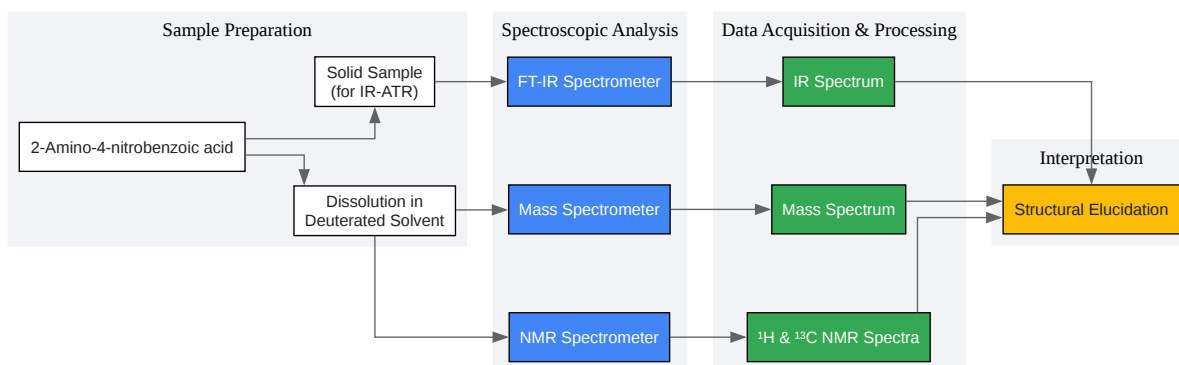 Sample Preparation
Spectroscopic Analysis
Data Acquisition & Processing
Solid Sample
(for IR-ATR)
FT-IR Spectrometer
IR Spectrum
2-Amino-4-nitrobenzoic acid
Interpretation
Dissolution in
Deuterated Solvent
Mass Spectrometer
Mass Spectrum
Structural Elucidation
NMR Spectrometer
¹H & ¹³C NMR Spectra